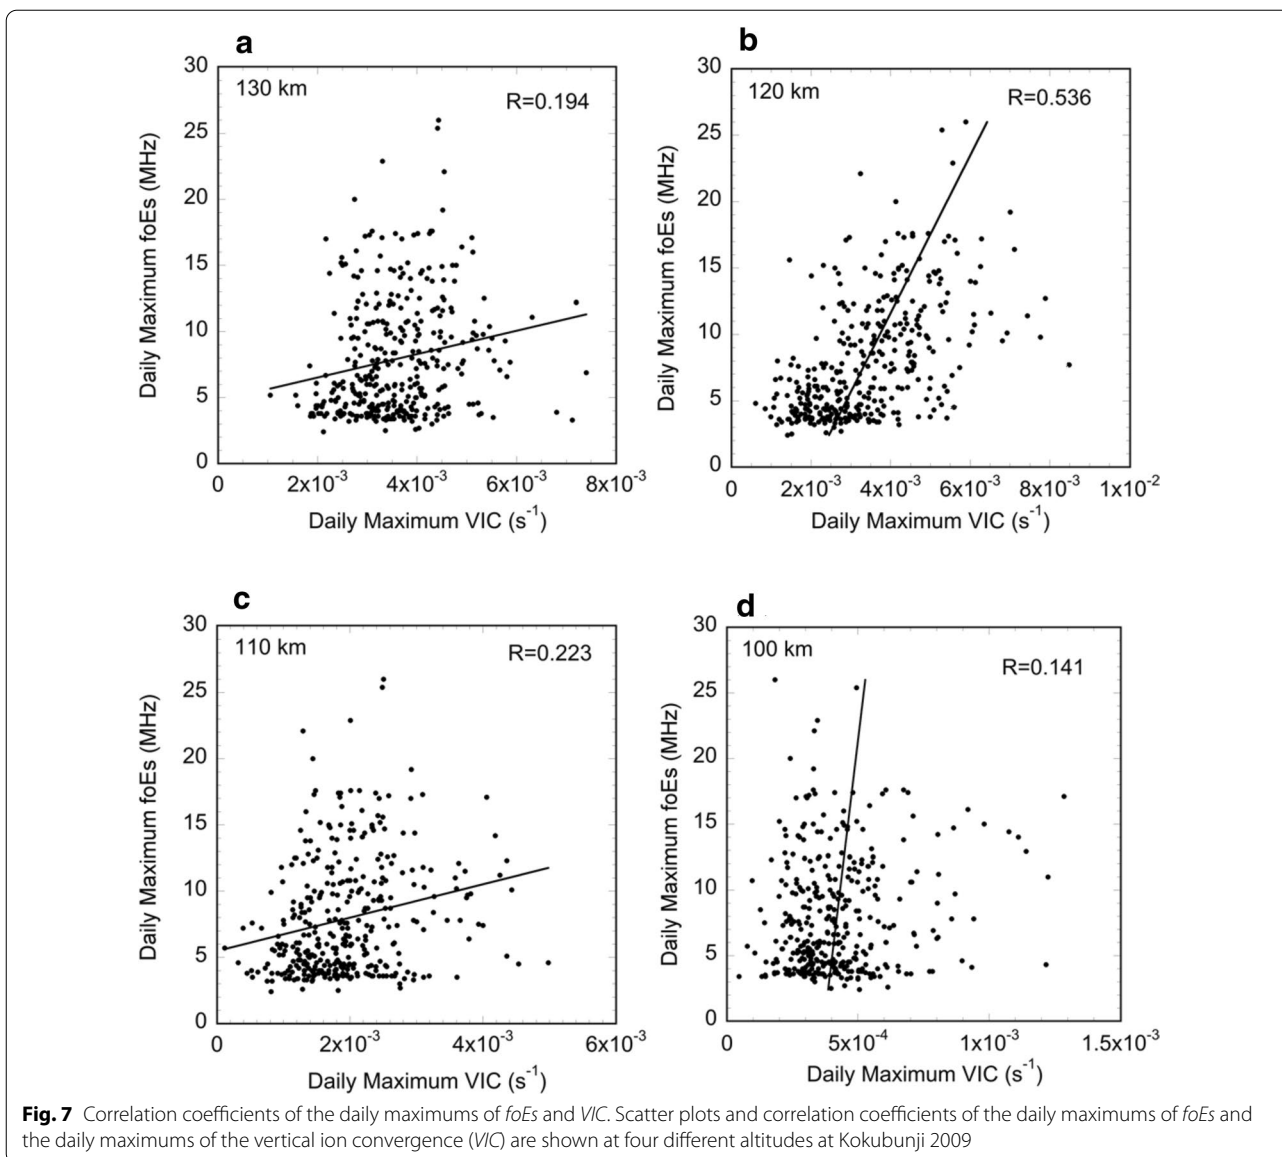 a
30
25
20
15
10
5
0
Daily Maximum foEs (MHz)
130 km
R=0.194
0
2x10⁻³
4x10⁻³
6x10⁻³
8x10⁻³
Daily Maximum VIC (s⁻¹)
b
30
25
20
15
10
5
0
Daily Maximum foEs (MHz)
120 km
R=0.536
0
2x10⁻³
4x10⁻³
6x10⁻³
8x10⁻³
1x10⁻²
Daily Maximum VIC (s⁻¹)
c
30
25
20
15
10
5
0
Daily Maximum foEs (MHz)
110 km
R=0.223
0
2x10⁻³
4x10⁻³
6x10⁻³
Daily Maximum VIC (s⁻¹)
d
30
25
20
15
10
5
0
Daily Maximum foEs (MHz)
100 km
R=0.141
0
5x10⁻⁴
1x10⁻³
1.5x10⁻³
Daily Maximum VIC (s⁻¹)
Fig. 7 Correlation coefficients of the daily maximums of foEs and VIC. Scatter plots and correlation coefficients of the daily maximums of foEs and
the daily maximums of the vertical ion convergence (VIC) are shown at four different altitudes at Kokubunji 2009